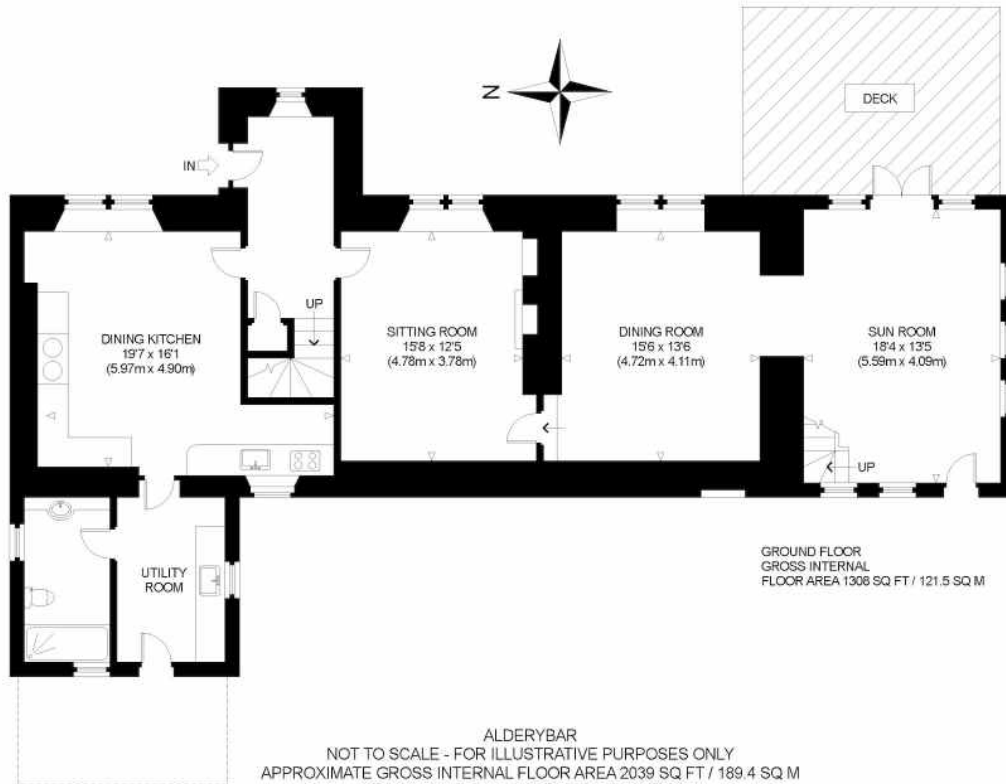 DECK
N
IN
UP
DINING KITCHEN
19'7 x 16'1
(5.97m x 4.90m)
SITTING ROOM
15'8 x 12'5
(4.78m x 3.78m)
DINING ROOM
15'6 x 13'6
(4.72m x 4.11m)
SUN ROOM
18'4 x 13'5
(5.59m x 4.09m)
UP
UTILITY
ROOM
GROUND FLOOR
GROSS INTERNAL
FLOOR AREA 1308 SQ FT / 121.5 SQ M
ALDERYBAR
NOT TO SCALE - FOR ILLUSTRATIVE PURPOSES ONLY
APPROXIMATE GROSS INTERNAL FLOOR AREA 2039 SQ FT / 189.4 SQ M